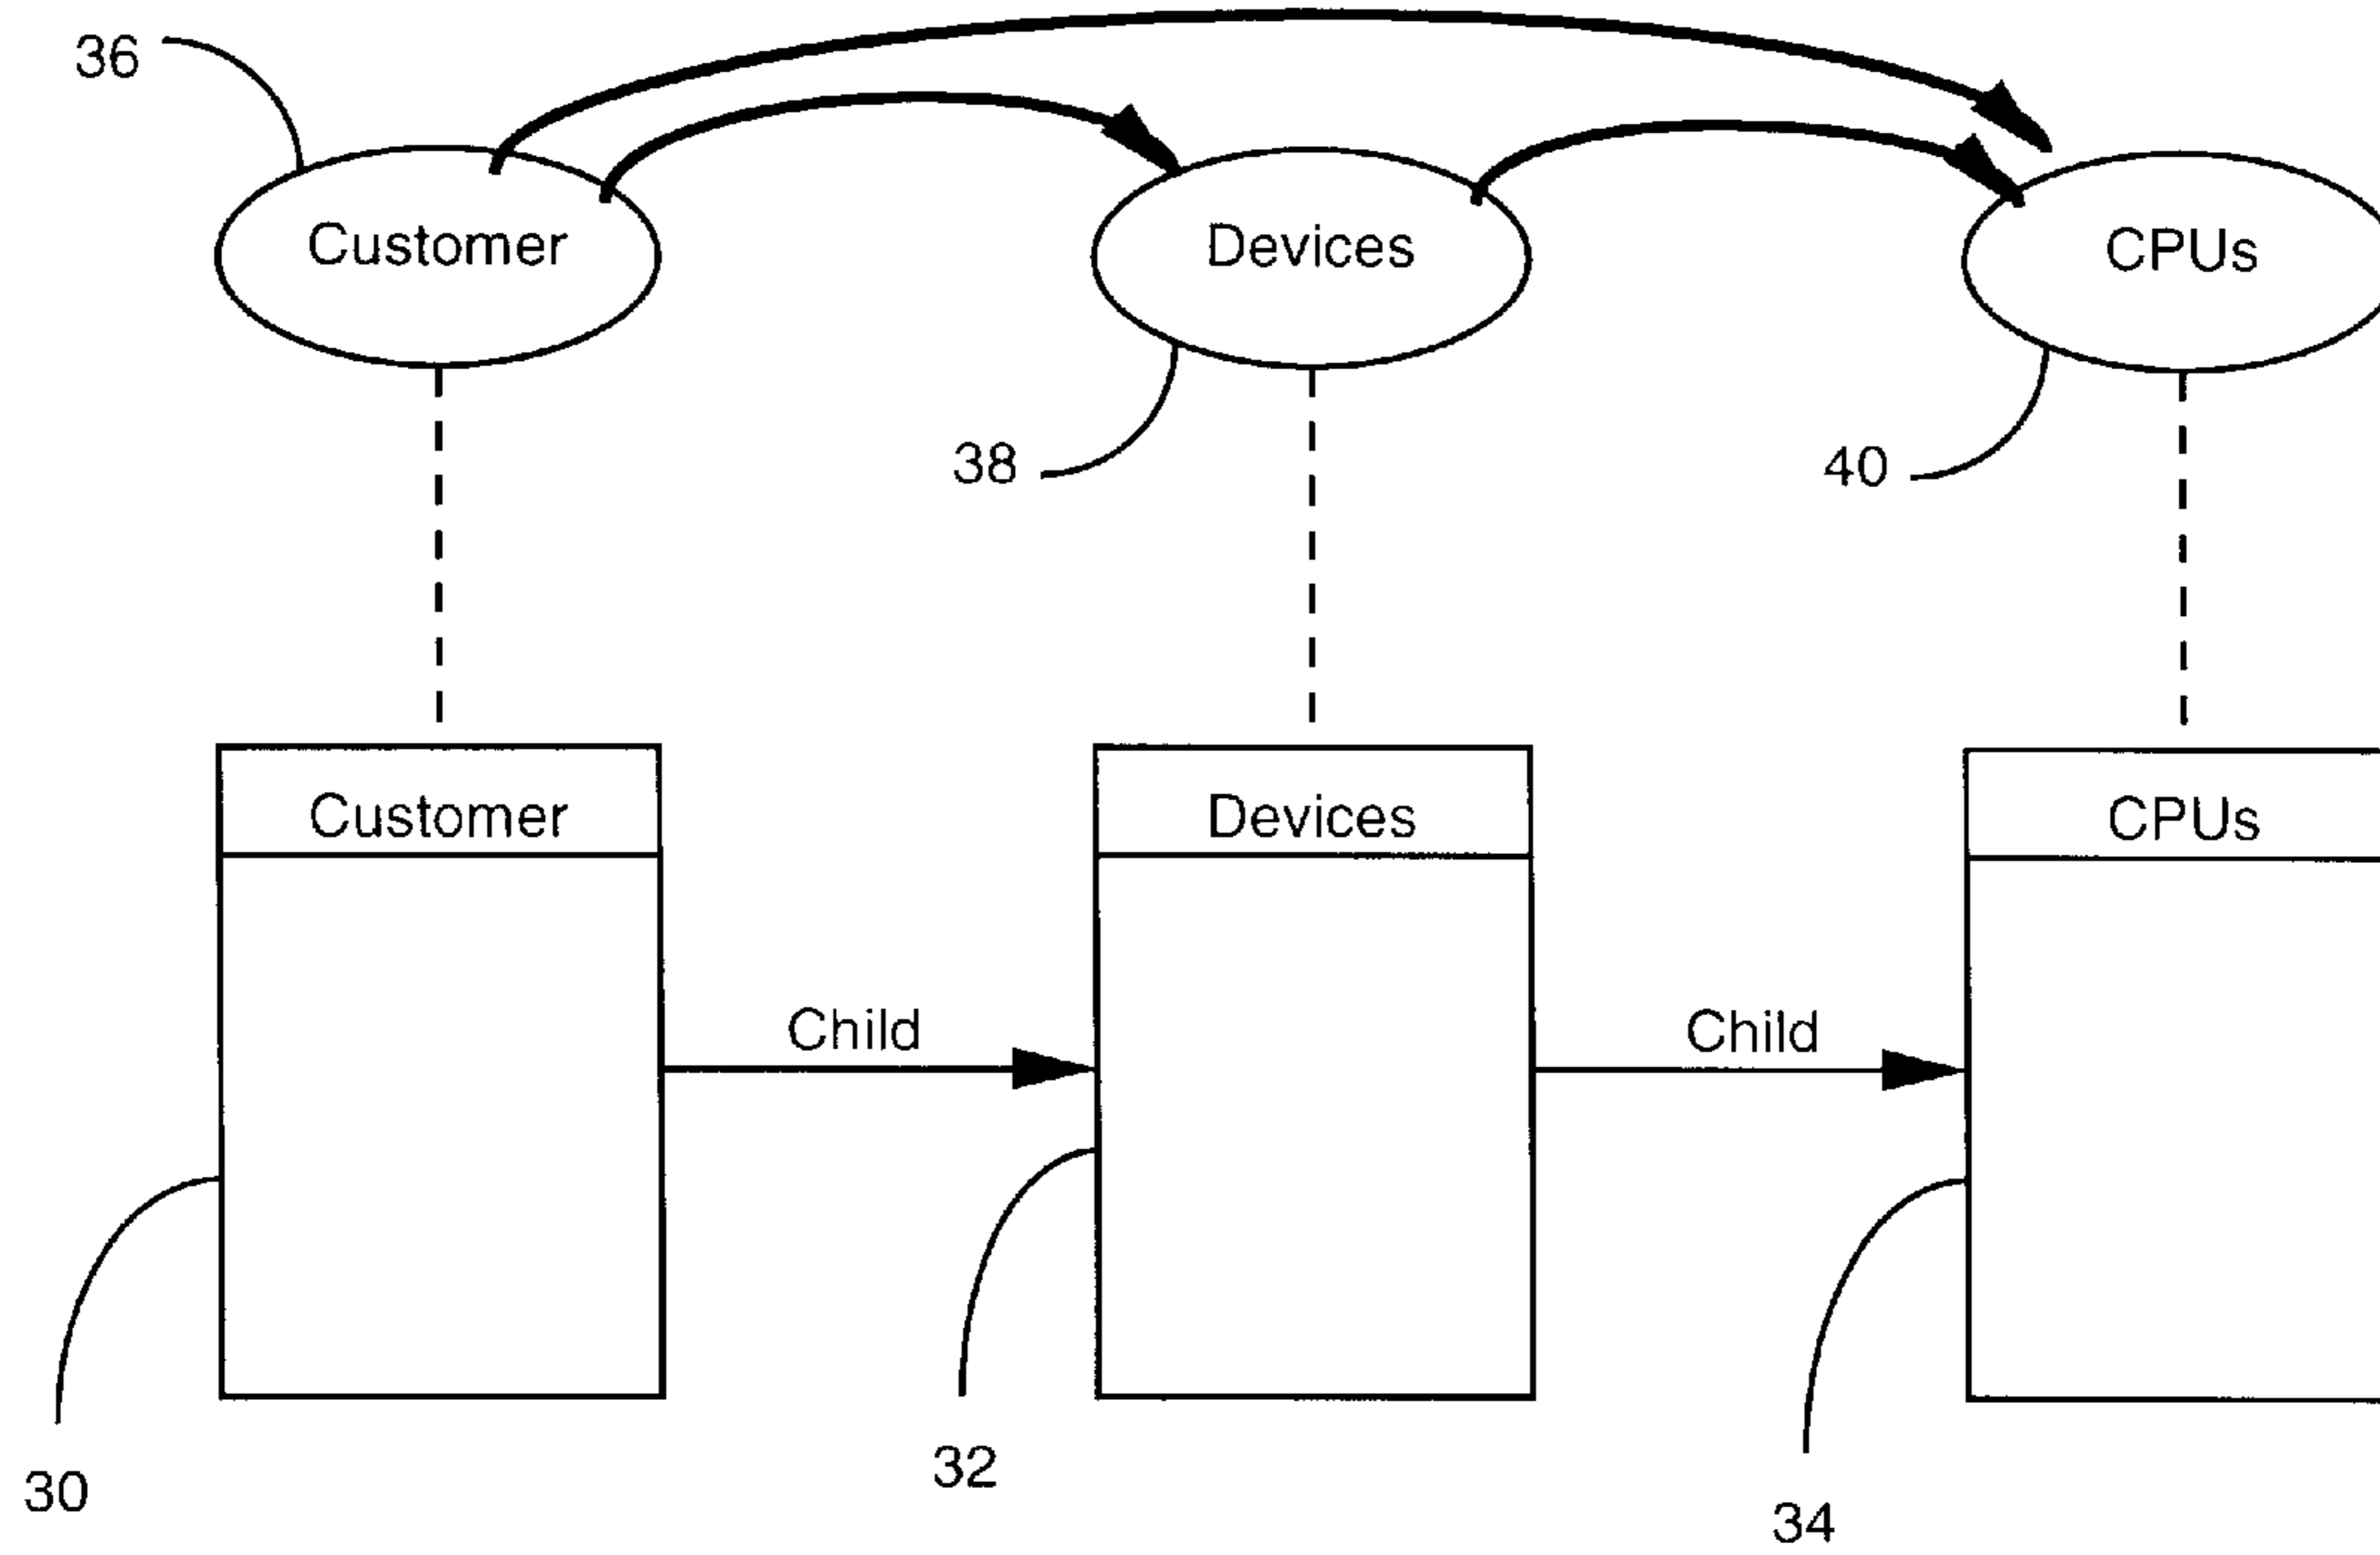 36
Customer
Devices
CPUs
38
40
Customer
Devices
CPUs
Child
Child
30
32
34